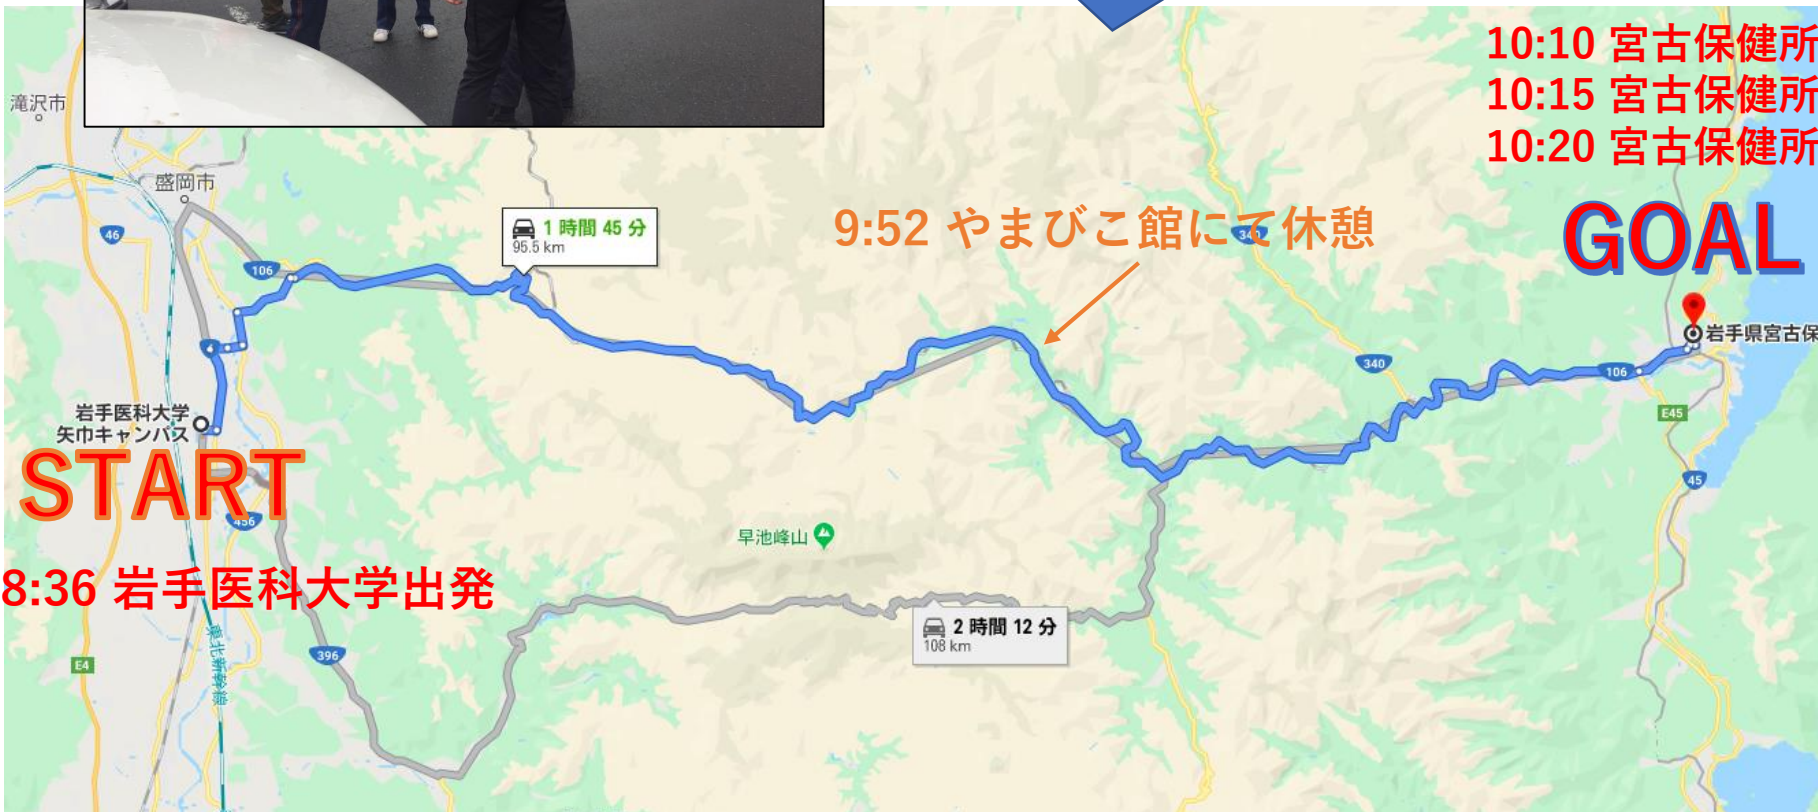 10:10 宮古保健所
10:15 宮古保健所
10:20 宮古保健所
滝沢市
盛岡市
46
106
1 時間 45 分
95.5 km
9:52 やまびこ館にて休憩
340
GOAL
岩手県宮古保
4
340
106
E45
岩手医科大学
矢巾キャンパス
START
456
45
早池峰山
8:36 岩手医科大学出発
2 時間 12 分
108 km
E4
396
東北新幹線